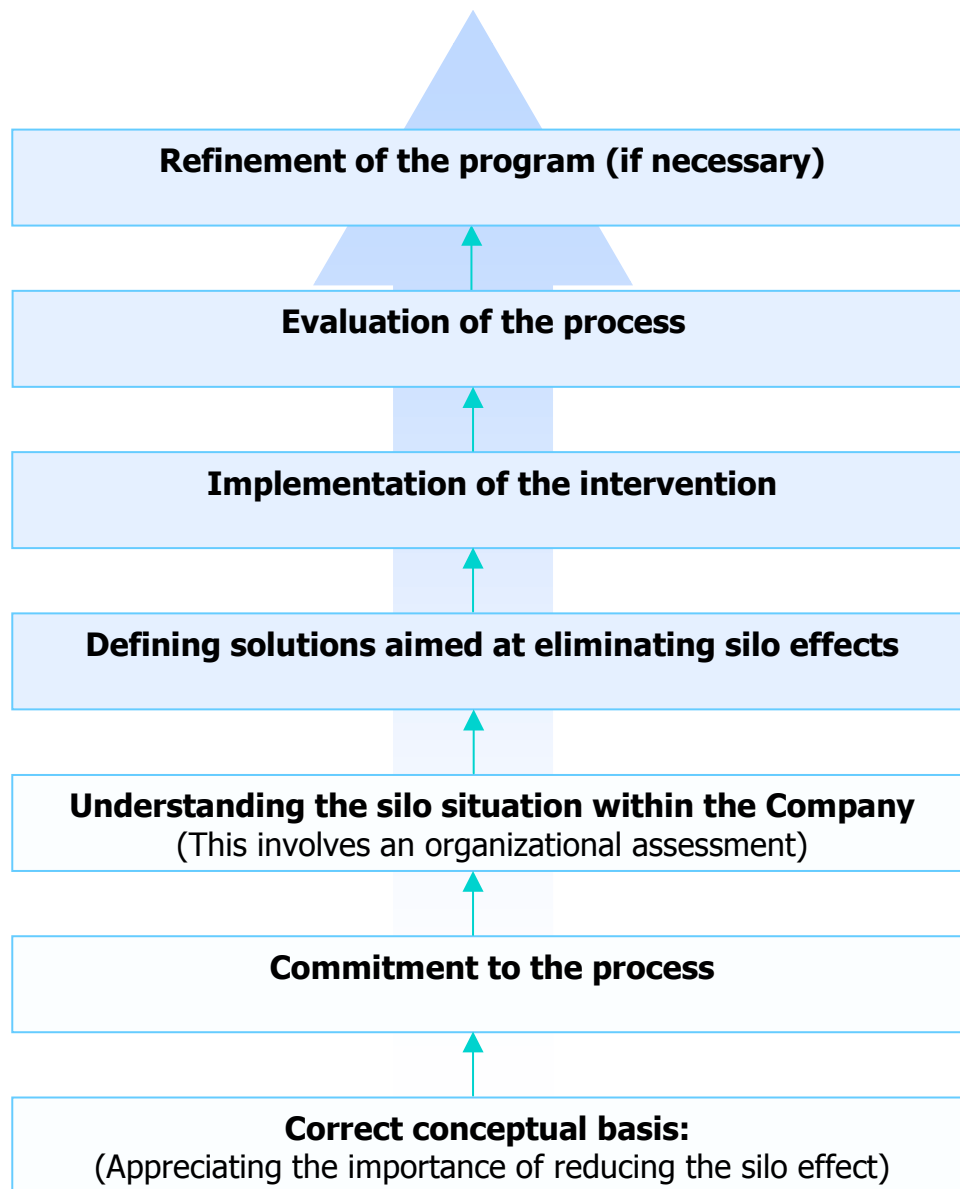 Refinement of the program (if necessary)
Evaluation of the process
Implementation of the intervention
Defining solutions aimed at eliminating silo effects
Understanding the silo situation within the Company
(This involves an organizational assessment)
Commitment to the process
Correct conceptual basis:
(Appreciating the importance of reducing the silo effect)